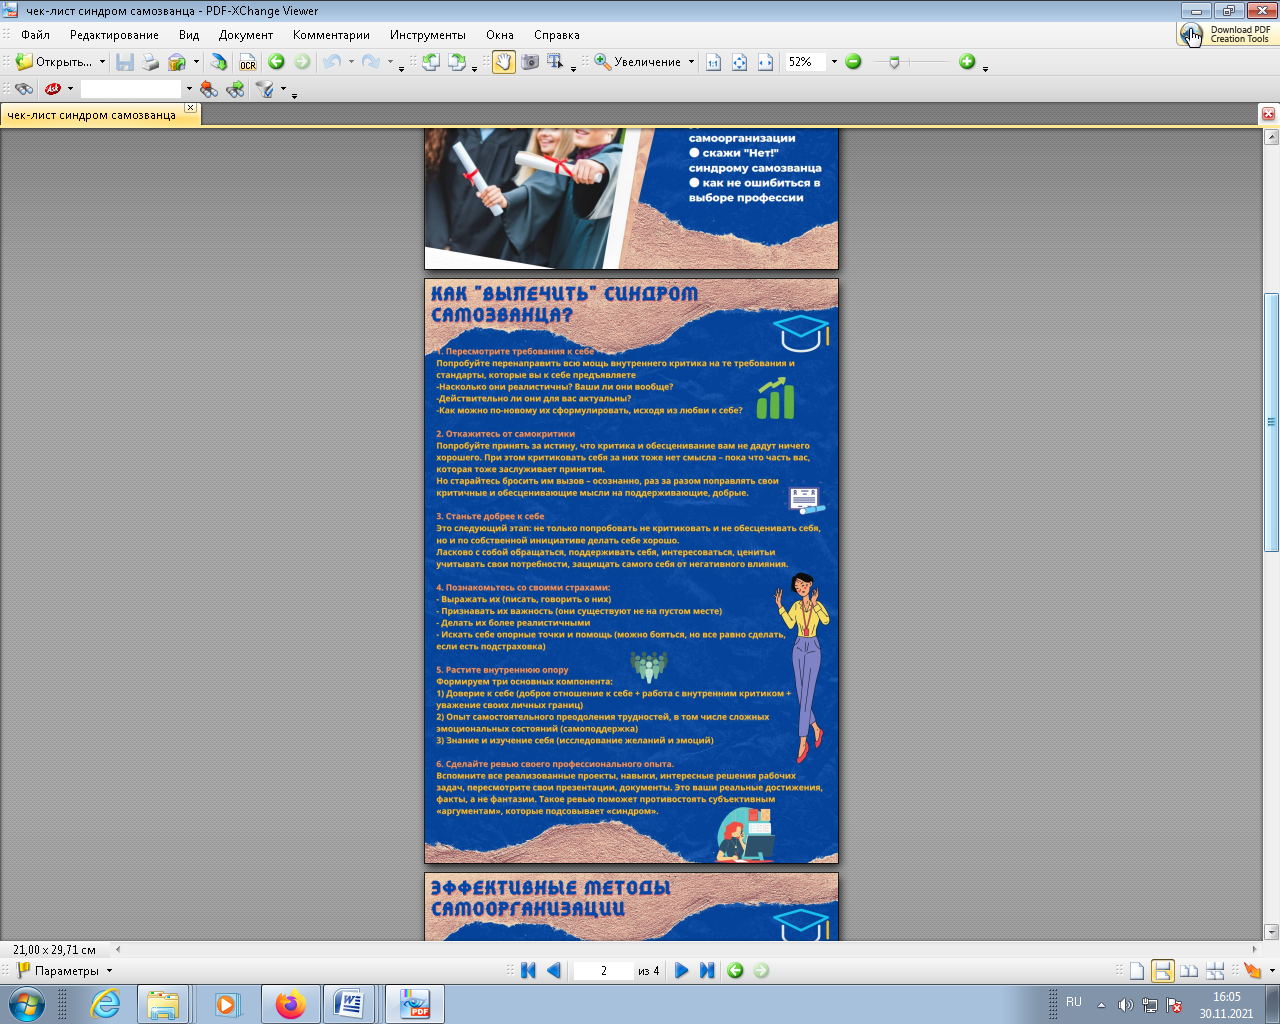 чек-лист синдром самозванца - PDF-XChange Viewer
Файл Редактирование Вид Документ Комментарии Инструменты Окна Справка
Download PDF
Creation Tools
Открыть... OCR Увеличение 1:1 52%
Ask
чек-лист синдром самозванца
самоорганизации
скажи "Нет!"
синдрому самозванца
как не ошибиться в
выборе профессии
КАК "ВЫЛЕЧИТЬ" СИНДРОМ
САМОЗВАНЦА?
1. Пересмотрите требования к себе
Попробуйте перенаправить всю мощь внутреннего критика на те требования и
стандарты, которые вы к себе предъявляете
-Насколько они реалистичны? Ваши ли они вообще?
-Действительно ли они для вас актуальны?
-Как можно по-новому их сформулировать, исходя из любви к себе?
2. Откажитесь от самокритики
Попробуйте принять за истину, что критика и обесценивание вам не дадут ничего
хорошего. При этом критиковать себя за них тоже нет смысла – пока что часть вас,
которая тоже заслуживает принятия.
Но старайтесь бросить им вызов – осознанно, раз за разом поправлять свои
критичные и обесценивающие мысли на поддерживающие, добрые.
3. Станьте добрее к себе
Это следующий этап: не только попробовать не критиковать и не обесценивать себя,
но и по собственной инициативе делать себе хорошо.
Ласково с собой обращаться, поддерживать себя, интересоваться, ценитьи
учитывать свои потребности, защищать самого себя от негативного влияния.
4. Познакомьтесь со своими страхами:
- Выражать их (писать, говорить о них)
- Признавать их важность (они существуют не на пустом месте)
- Делать их более реалистичными
- Искать себе опорные точки и помощь (можно бояться, но все равно сделать,
если есть подстраховка)
5. Растите внутреннюю опору
Формируем три основных компонента:
1) Доверие к себе (доброе отношение к себе + работа с внутренним критиком +
уважение своих личных границ)
2) Опыт самостоятельного преодоления трудностей, в том числе сложных
эмоциональных состояний (самоподдержка)
3) Знание и изучение себя (исследование желаний и эмоций)
6. Сделайте ревью своего профессионального опыта.
Вспомните все реализованные проекты, навыки, интересные решения рабочих
задач, пересмотрите свои презентации, документы. Это ваши реальные достижения,
факты, а не фантазии. Такое ревью поможет противостоять субъективным
«аргументам», которые подсовывает «синдром».
ЭФФЕКТИВНЫЕ МЕТОДЫ
САМООРГАНИЗАЦИИ
21,00 x 29,71 см
Параметры 2 из 4
PDF RU 16:05
30.11.2021